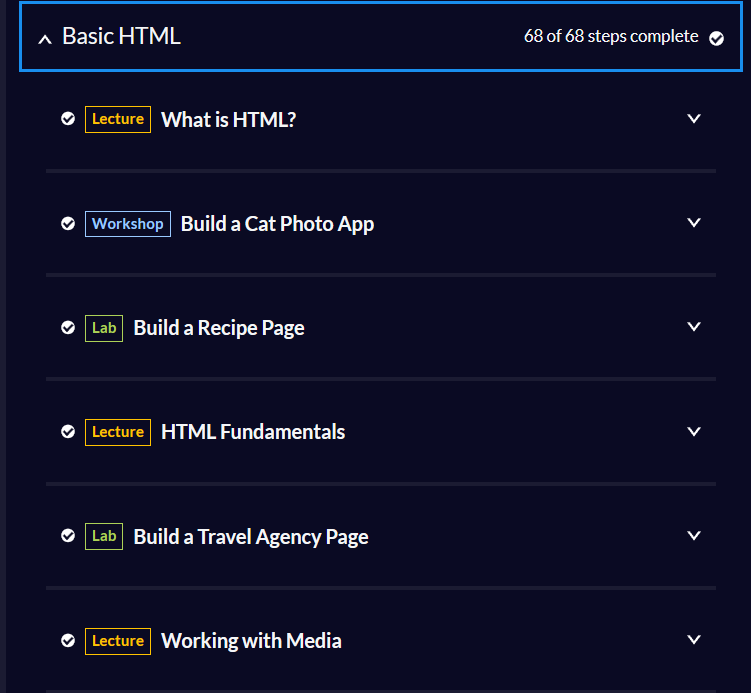 Basic HTML 68 of 68 steps complete
Lecture What is HTML?
Workshop Build a Cat Photo App
Lab Build a Recipe Page
Lecture HTML Fundamentals
Lab Build a Travel Agency Page
Lecture Working with Media